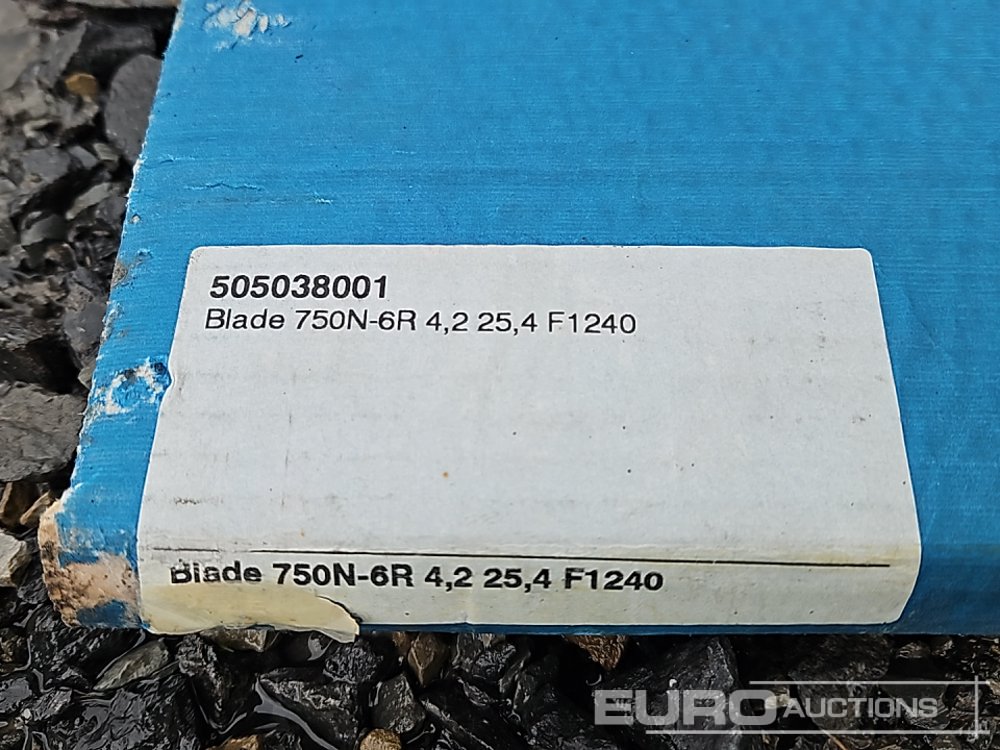 505038001
Blade 750N-6R 4,2 25,4 F1240
Blade 750N-6R 4,2 25,4 F1240
EURO AUCTIONS